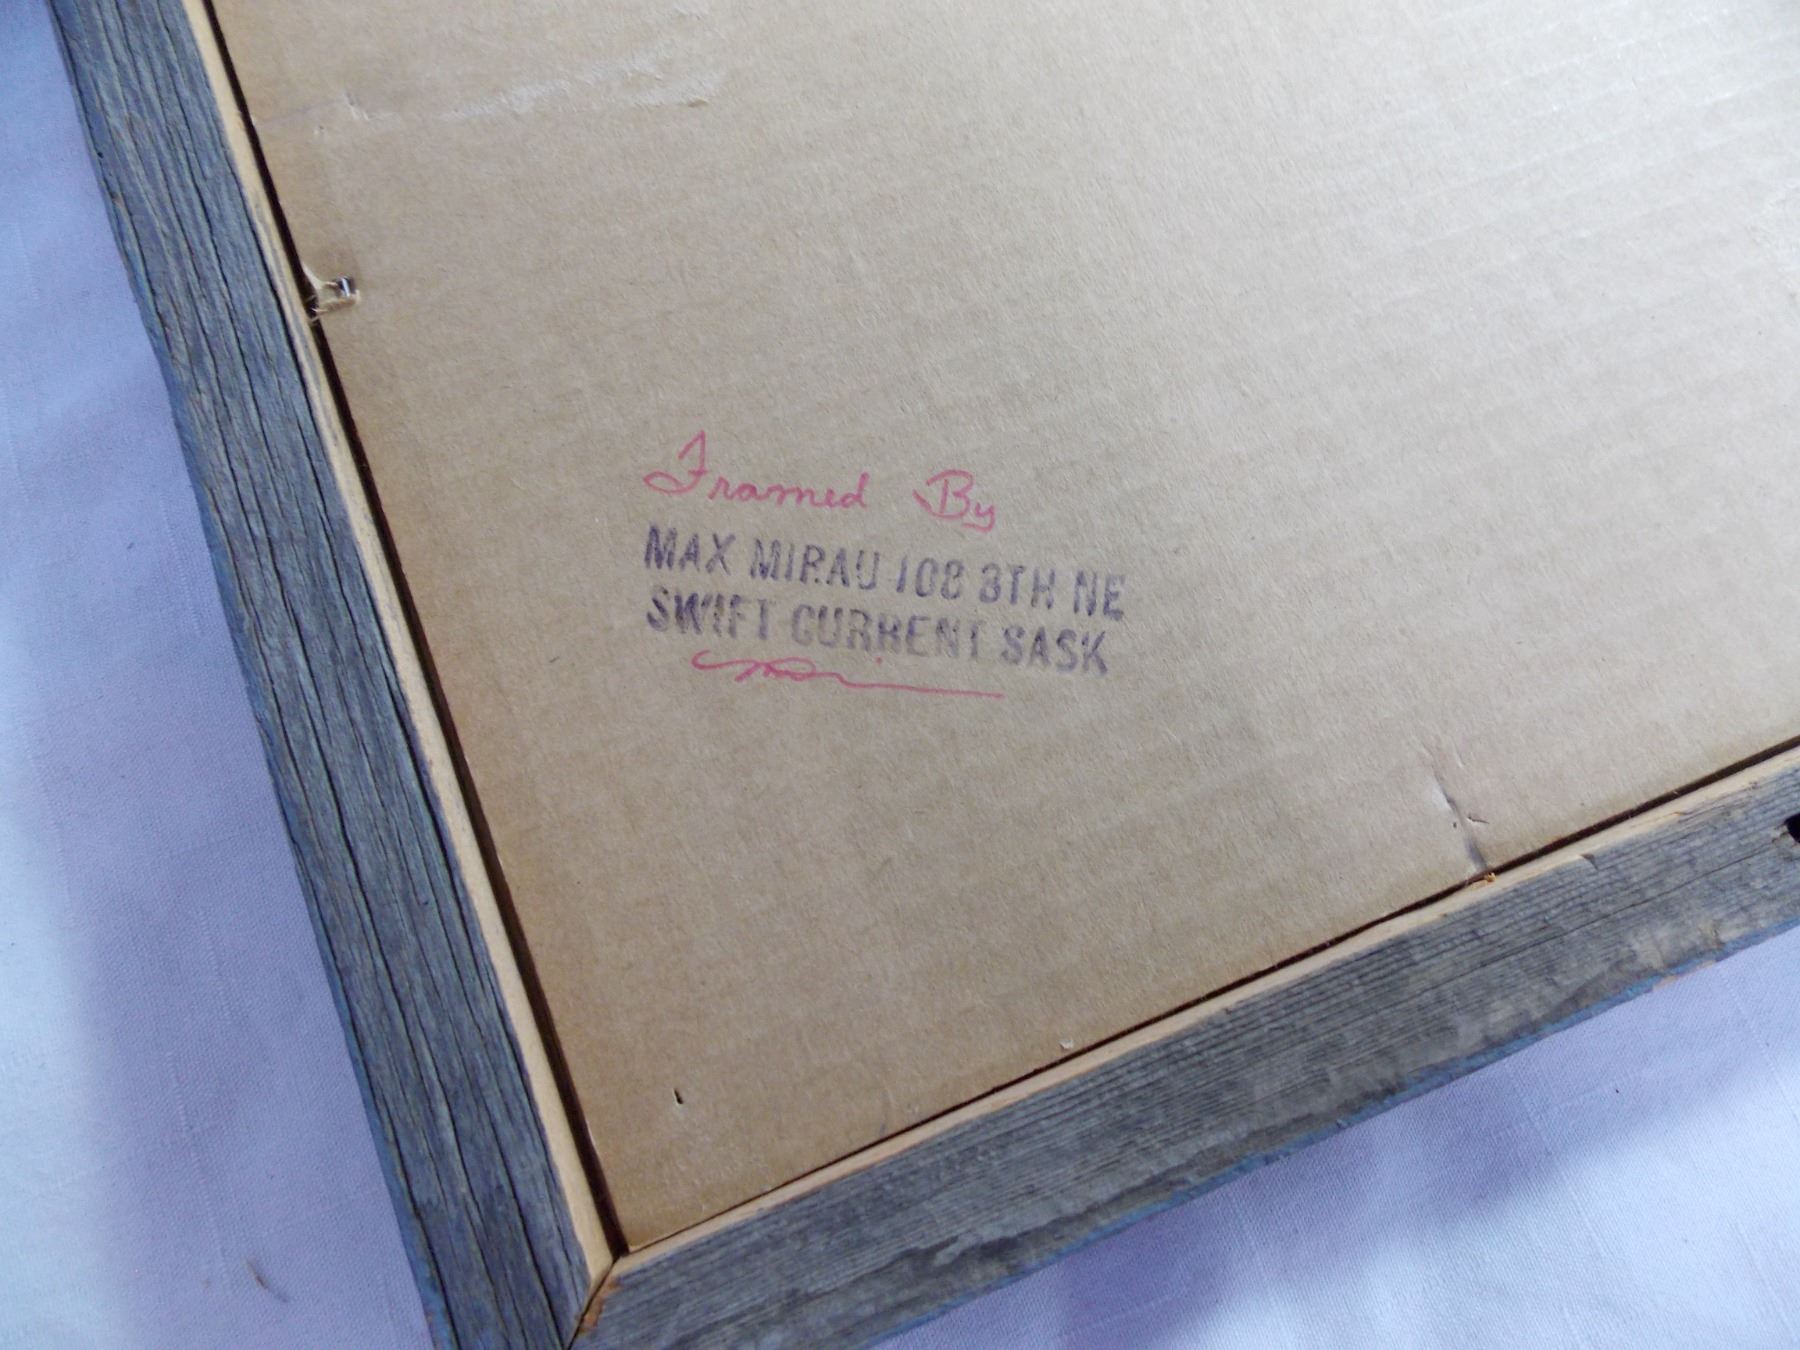 Framed By
MAX MIRAU 108 8TH NE
SWIFT CURRENT SASK